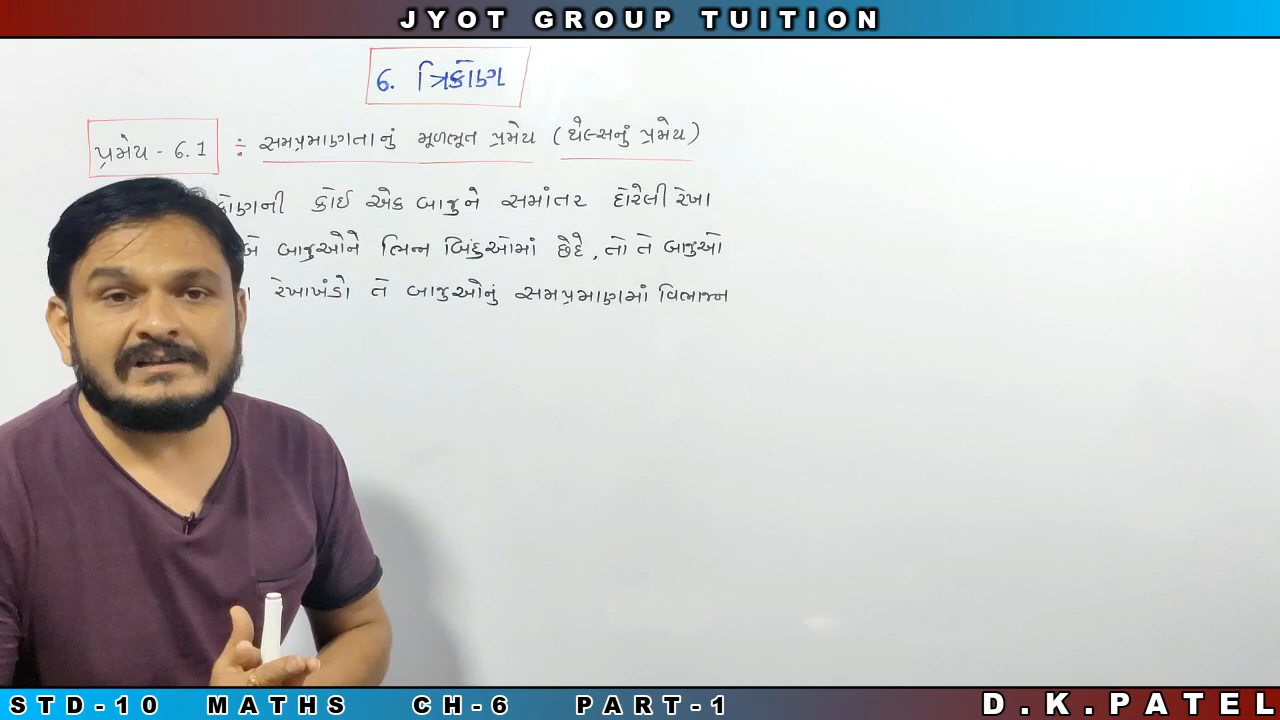 JYOT GROUP TUITION
6. ત્રિકોણ
પ્રમેય - 6.1 ÷ સમપ્રમાણતાનું મૂળભૂત પ્રમેય (થેલ્સનું પ્રમેય)
કોણની કોઈ એક બાજુને સમાંતર દોરેલી રેખા
બે બાજુઓને ભિન્ન બિંદુઓમાં છેદે, તો તે બાજુઓ
રેખાખંડો તે બાજુઓનું સમપ્રમાણમાં વિભાજન
STD-10 MATHS CH-6 PART-1 D.K.PATEL